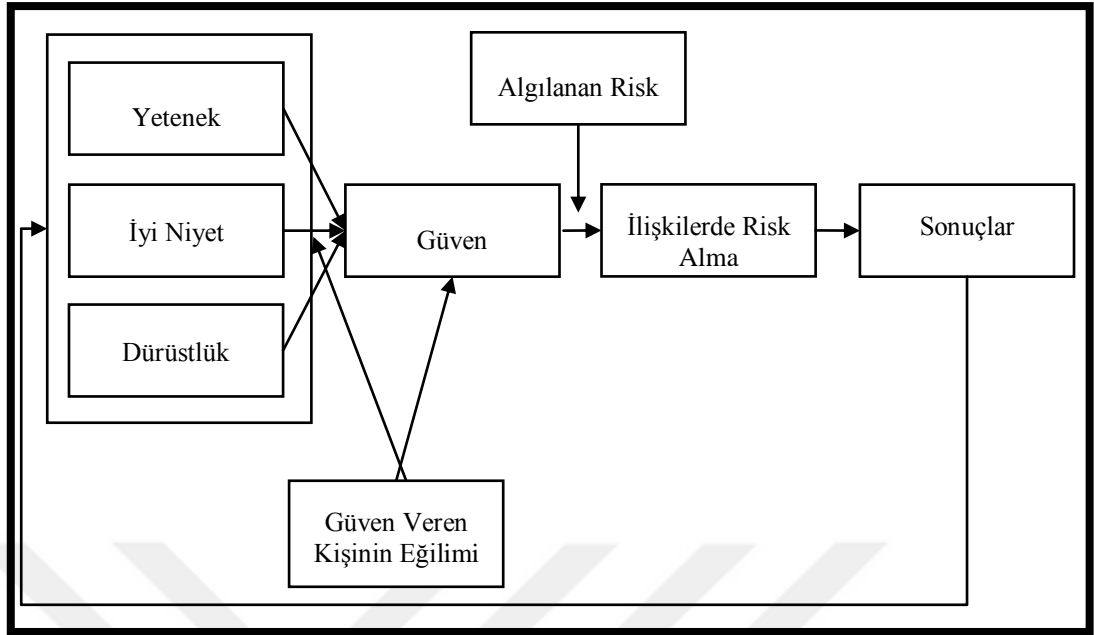 Yetenek
İyi Niyet
Dürüstlük
Güven
Algılanan Risk
İlişkilerde Risk
Alma
Sonuçlar
Güven Veren
Kişinin Eğilimi